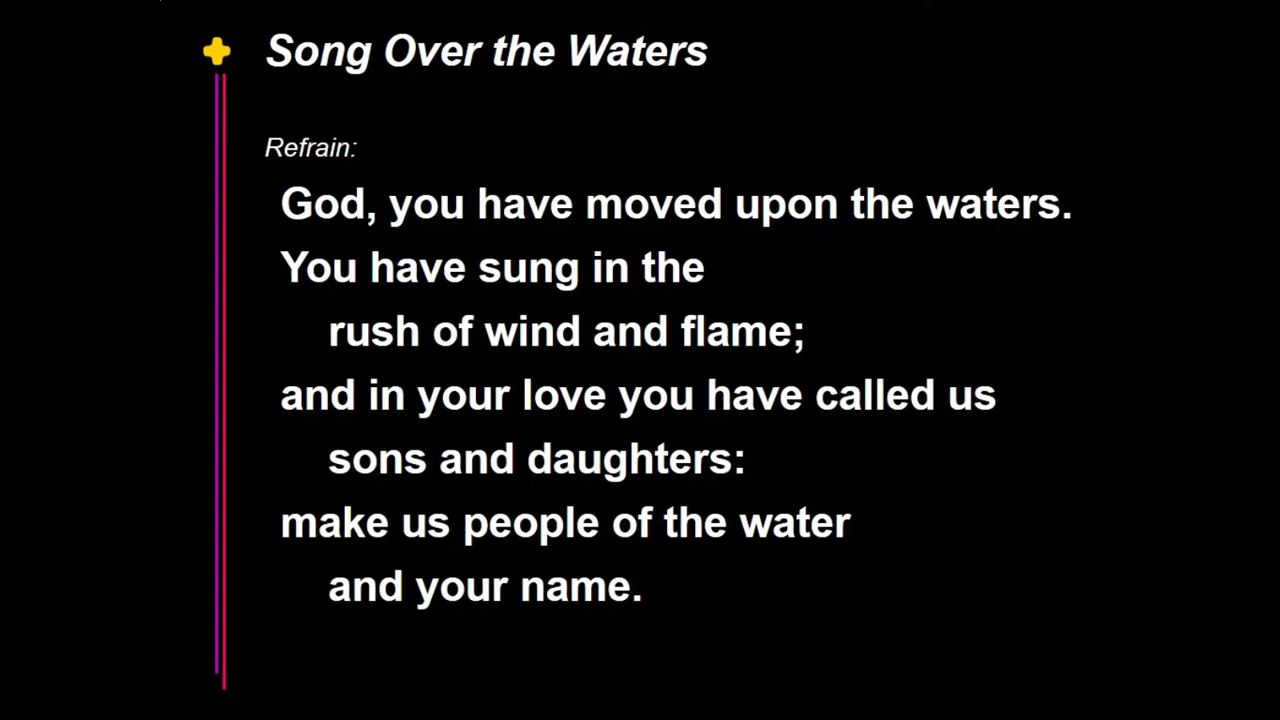 Song Over the Waters
Refrain:
God, you have moved upon the waters.
You have sung in the
rush of wind and flame;
and in your love you have called us
sons and daughters:
make us people of the water
and your name.